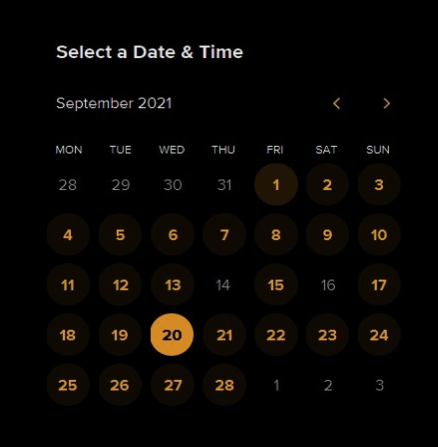 Select a Date & Time
September 2021
MON TUE WED THU FRI SAT SUN
28 29 30 31 1 2 3
4 5 6 7 8 9 10
11 12 13 14 15 16 17
18 19 20 21 22 23 24
25 26 27 28 1 2 3